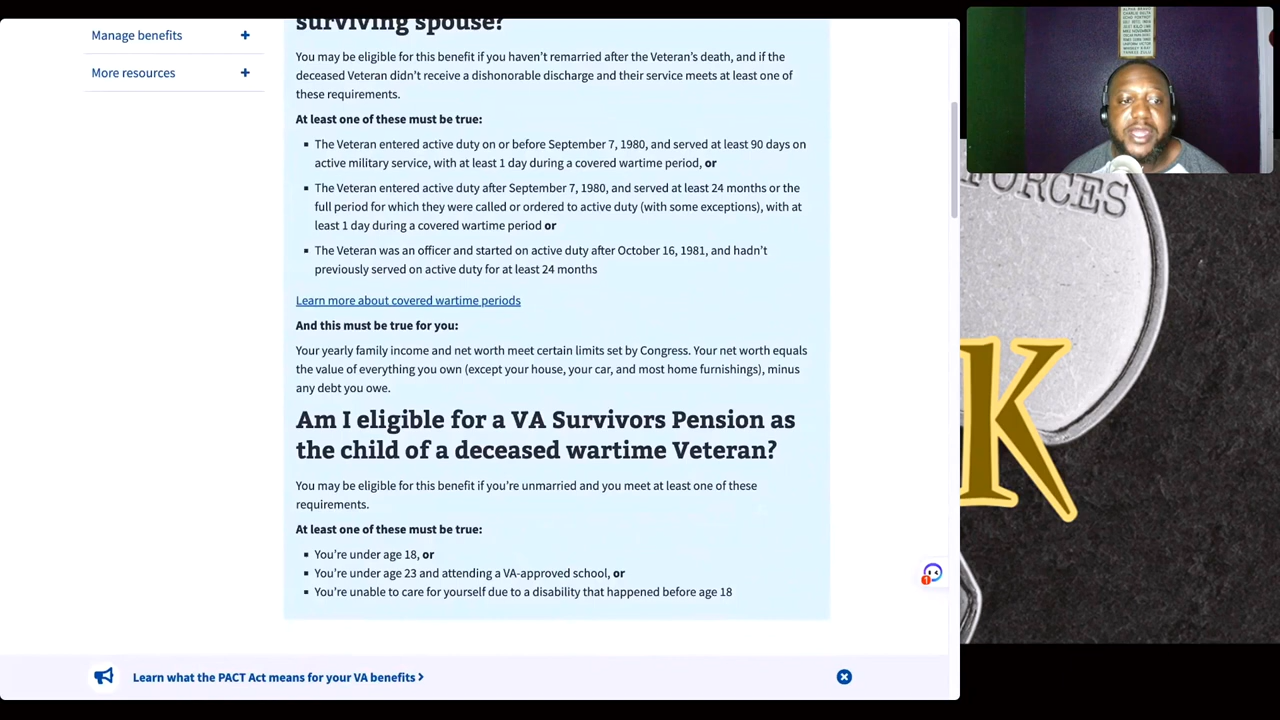 surviving spouse?
Manage benefits +
More resources +
You may be eligible for this benefit if you haven’t remarried after the Veteran’s death, and if the
deceased Veteran didn’t receive a dishonorable discharge and their service meets at least one of
these requirements.
At least one of these must be true:
▪ The Veteran entered active duty on or before September 7, 1980, and served at least 90 days on
active military service, with at least 1 day during a covered wartime period, or
▪ The Veteran entered active duty after September 7, 1980, and served at least 24 months or the
full period for which they were called or ordered to active duty (with some exceptions), with at
least 1 day during a covered wartime period or
▪ The Veteran was an officer and started on active duty after October 16, 1981, and hadn’t
previously served on active duty for at least 24 months
Learn more about covered wartime periods
And this must be true for you:
Your yearly family income and net worth meet certain limits set by Congress. Your net worth equals
the value of everything you own (except your house, your car, and most home furnishings), minus
any debt you owe.
Am I eligible for a VA Survivors Pension as
the child of a deceased wartime Veteran?
You may be eligible for this benefit if you’re unmarried and you meet at least one of these
requirements.
At least one of these must be true:
▪ You’re under age 18, or
▪ You’re under age 23 and attending a VA-approved school, or
▪ You’re unable to care for yourself due to a disability that happened before age 18
1
Learn what the PACT Act means for your VA benefits >
FORCES
K